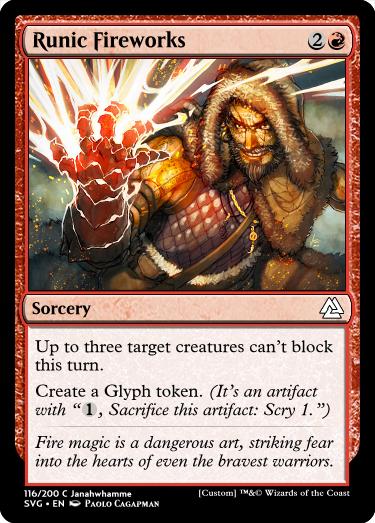 Runic Fireworks 2
Sorcery
Up to three target creatures can't block
this turn.
Create a Glyph token. (It's an artifact
with “1, Sacrifice this artifact: Scry 1.”)
Fire magic is a dangerous art, striking fear
into the hearts of even the bravest warriors.
116/200 C Janahwhamme [Custom] ™&© Wizards of the Coast
SVG • EN Paolo Cagapman